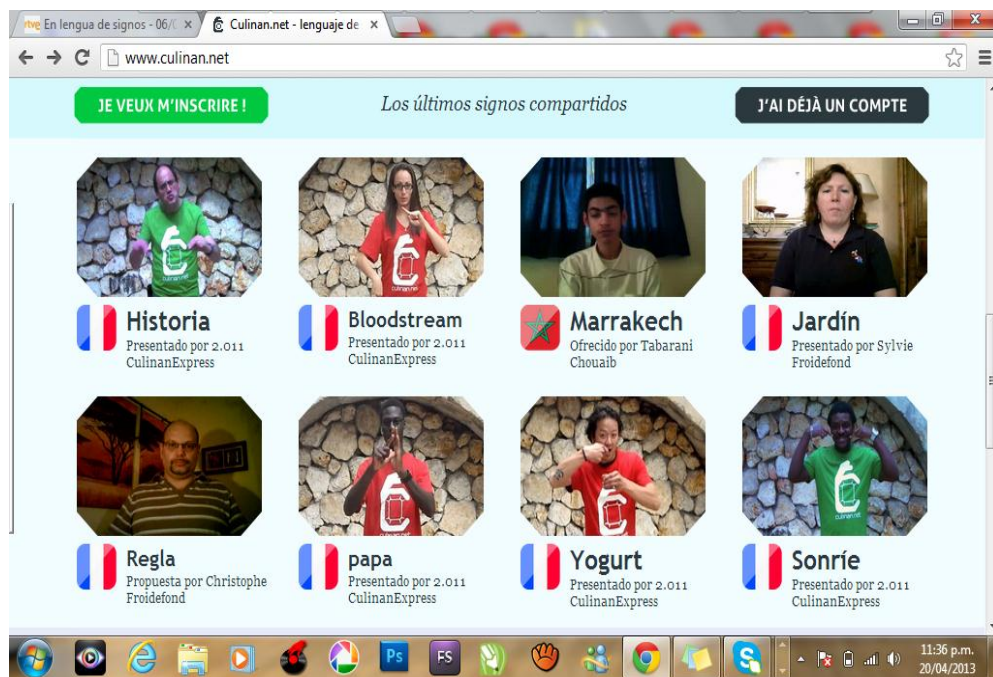 En lengua de signos - 06/
Culinan.net - lenguaje de
www.culinan.net
JE VEUX M'INSCRIRE !
Los últimos signos compartidos
J'AI DÉJÀ UN COMPTE
Historia
Presentado por 2.011
CulinanExpress
Bloodstream
Presentado por 2.011
CulinanExpress
Marrakech
Ofrecido por Tabarani
Chouaib
Jardín
Presentado por Sylvie
Froidefond
Regla
Propuesta por Christophe
Froidefond
papa
Presentado por 2.011
CulinanExpress
Yogurt
Presentado por 2.011
CulinanExpress
Sonríe
Presentado por 2.011
CulinanExpress
Ps
FS
11:36 p.m.
20/04/2013